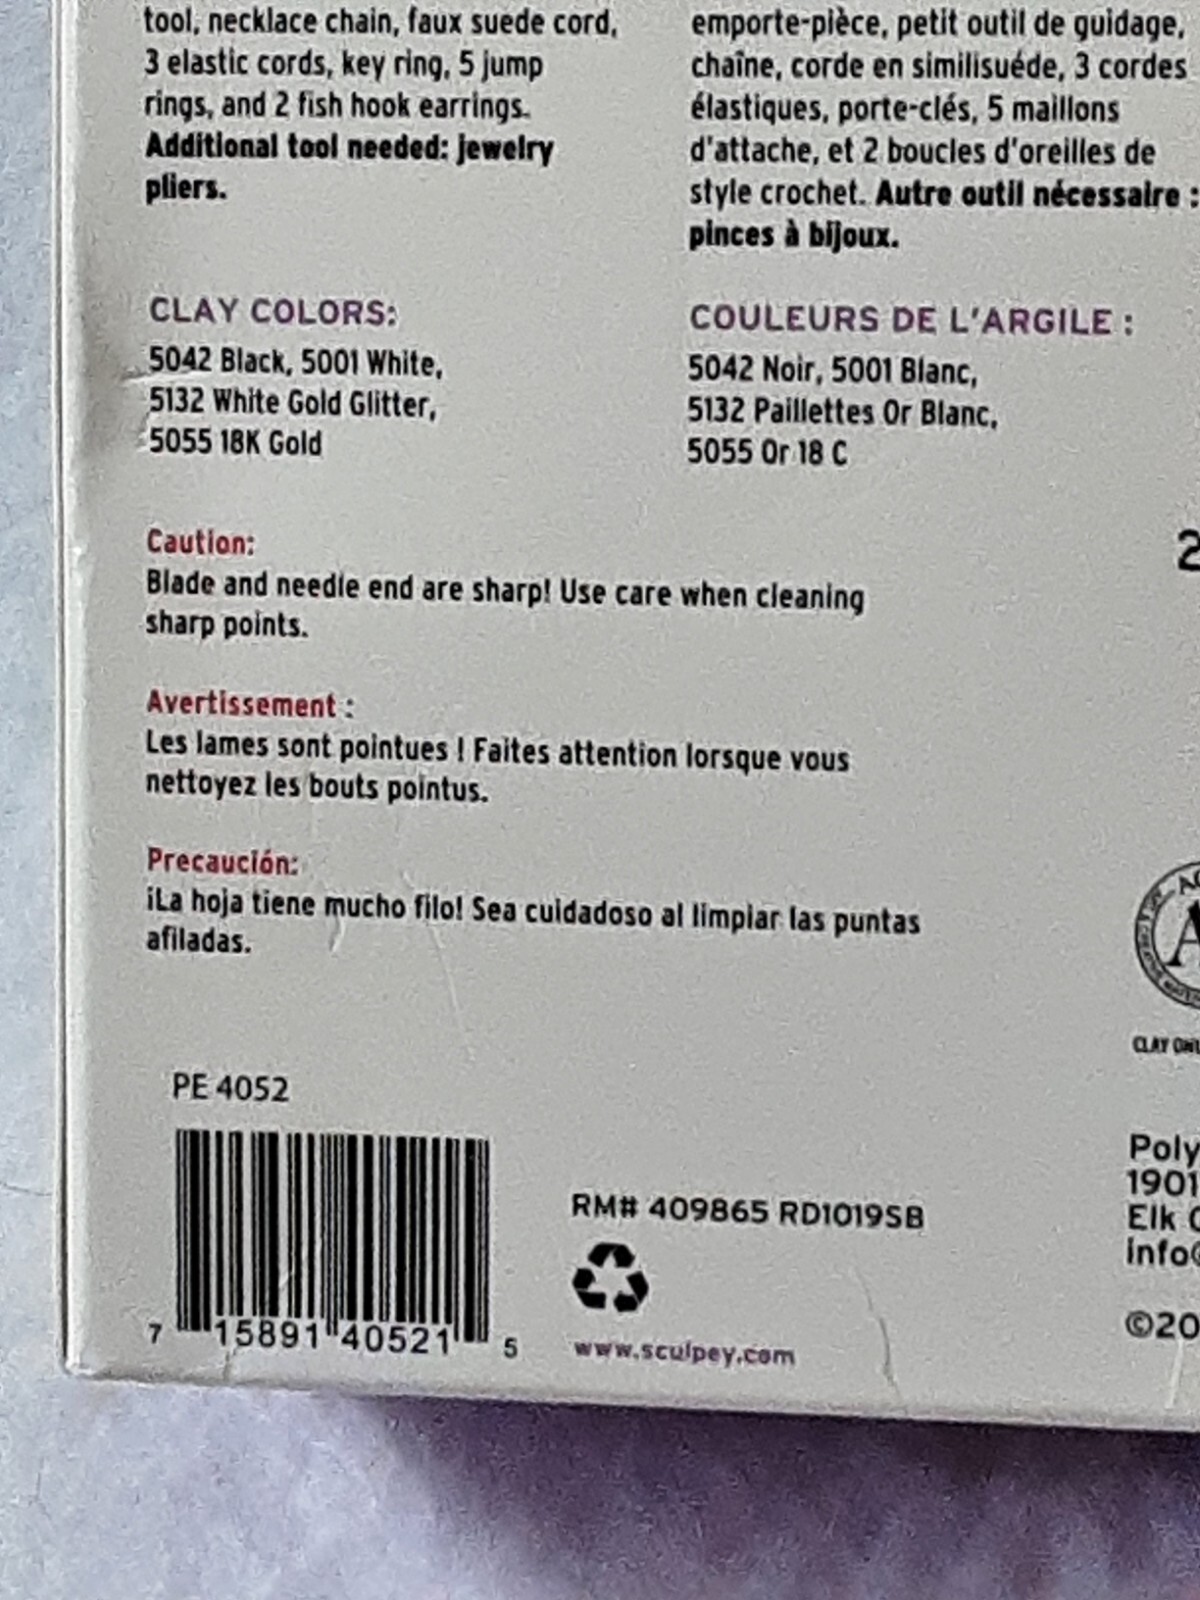 tool, necklace chain, faux suede cord,
3 elastic cords, key ring, 5 jump
rings, and 2 fish hook earrings.
Additional tool needed: jewelry
pliers.
emporte-pièce, petit outil de guidage,
chaîne, corde en similisuéde, 3 cordes
élastiques, porte-clés, 5 maillons
d'attache, et 2 boucles d'oreilles de
style crochet. Autre outil nécessaire :
pinces à bijoux.
CLAY COLORS:
5042 Black, 5001 White,
5132 White Gold Glitter,
5055 18K Gold
COULEURS DE L'ARGILE :
5042 Noir, 5001 Blanc,
5132 Paillettes Or Blanc,
5055 Or 18 C
Caution:
Blade and needle end are sharp! Use care when cleaning
sharp points.
Avertissement :
Les lames sont pointues ! Faites attention lorsque vous
nettoyez les bouts pointus.
Precaución:
¡La hoja tiene mucho filo! Sea cuidadoso al limpiar las puntas
afiladas.
PE 4052
7 15891 40521 5
RM# 409865 RD1019SB
www.sculpey.com
2
CLAY
Poly
1901
Elk
info@
©20